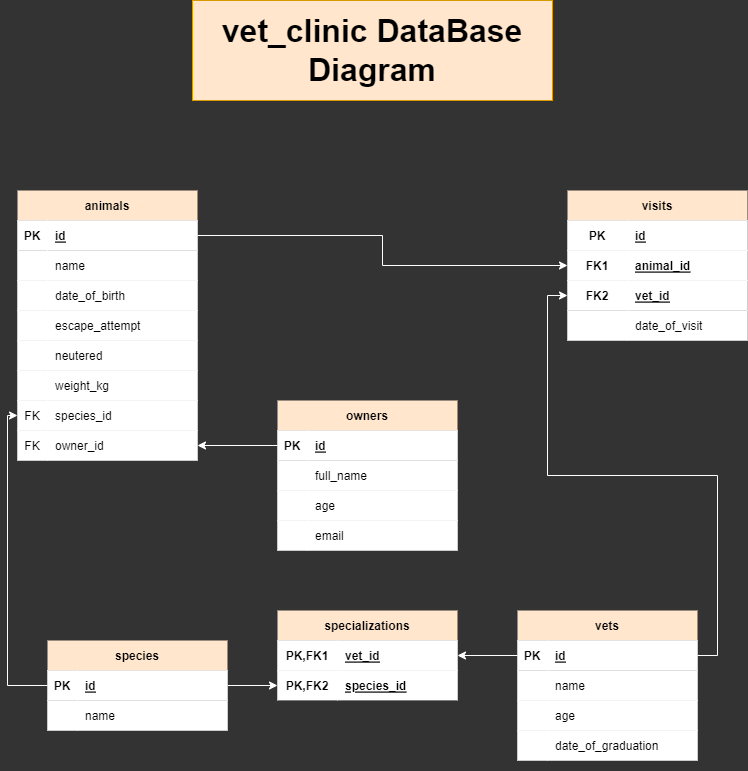 vet_clinic DataBase
Diagram
animals
PK id
name
date_of_birth
escape_attempt
neutered
weight_kg
FK species_id
FK owner_id
visits
PK id
FK1 animal_id
FK2 vet_id
date_of_visit
owners
PK id
full_name
age
email
species
PK id
name
specializations
PK,FK1 vet_id
PK,FK2 species_id
vets
PK id
name
age
date_of_graduation